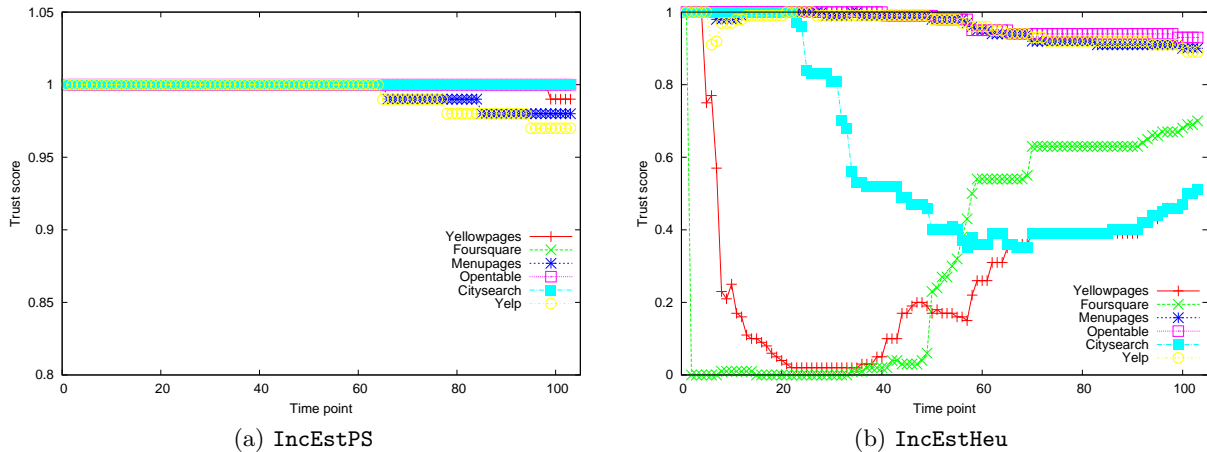 1.05
1
0.95
0.9
0.85
0.8
Trust score
0 20 40 60 80 100
Time point
Yellowpages
Foursquare
Menupages
Opentable
Citysearch
Yelp
(a) IncEstPS
1
0.8
0.6
0.4
0.2
0
Trust score
0 20 40 60 80 100
Time point
Yellowpages
Foursquare
Menupages
Opentable
Citysearch
Yelp
(b) IncEstHeu